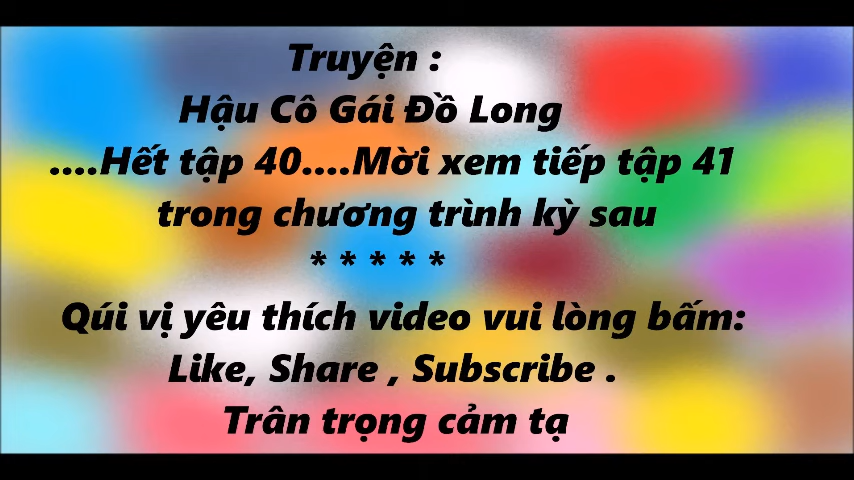 Truyện :
Hậu Cô Gái Đồ Long
....Hết tập 40....Mời xem tiếp tập 41
trong chương trình kỳ sau
* * * * *
Qúi vị yêu thích video vui lòng bấm:
Like, Share , Subscribe .
Trân trọng cảm tạ